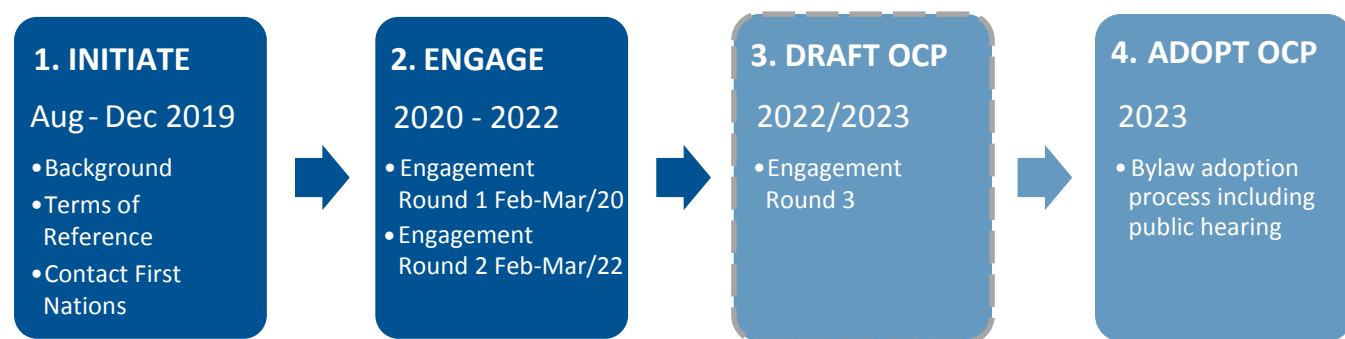 1. INITIATE
Aug - Dec 2019
•Background
•Terms of
Reference
•Contact First
Nations
2. ENGAGE
2020 - 2022
•Engagement
Round 1 Feb-Mar/20
•Engagement
Round 2 Feb-Mar/22
3. DRAFT OCP
2022/2023
•Engagement
Round 3
4. ADOPT OCP
2023
•Bylaw adoption
process including
public hearing